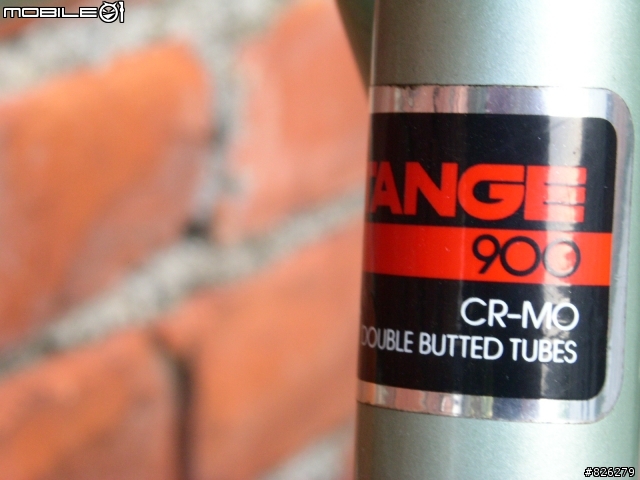 MOBILE01
TANGE
900
CR-MO
DOUBLE BUTTED TUBES
#826279